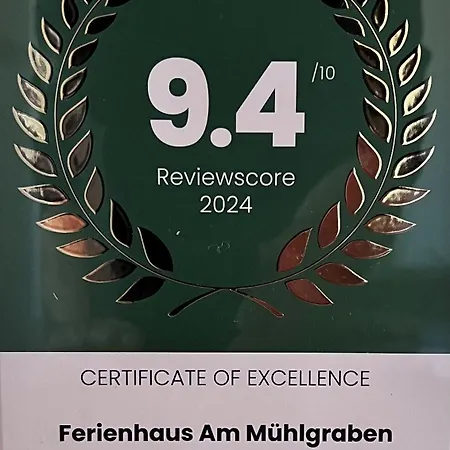 9.4 /10
Reviewscore
2024
CERTIFICATE OF EXCELLENCE
Ferienhaus Am Mühlgraben